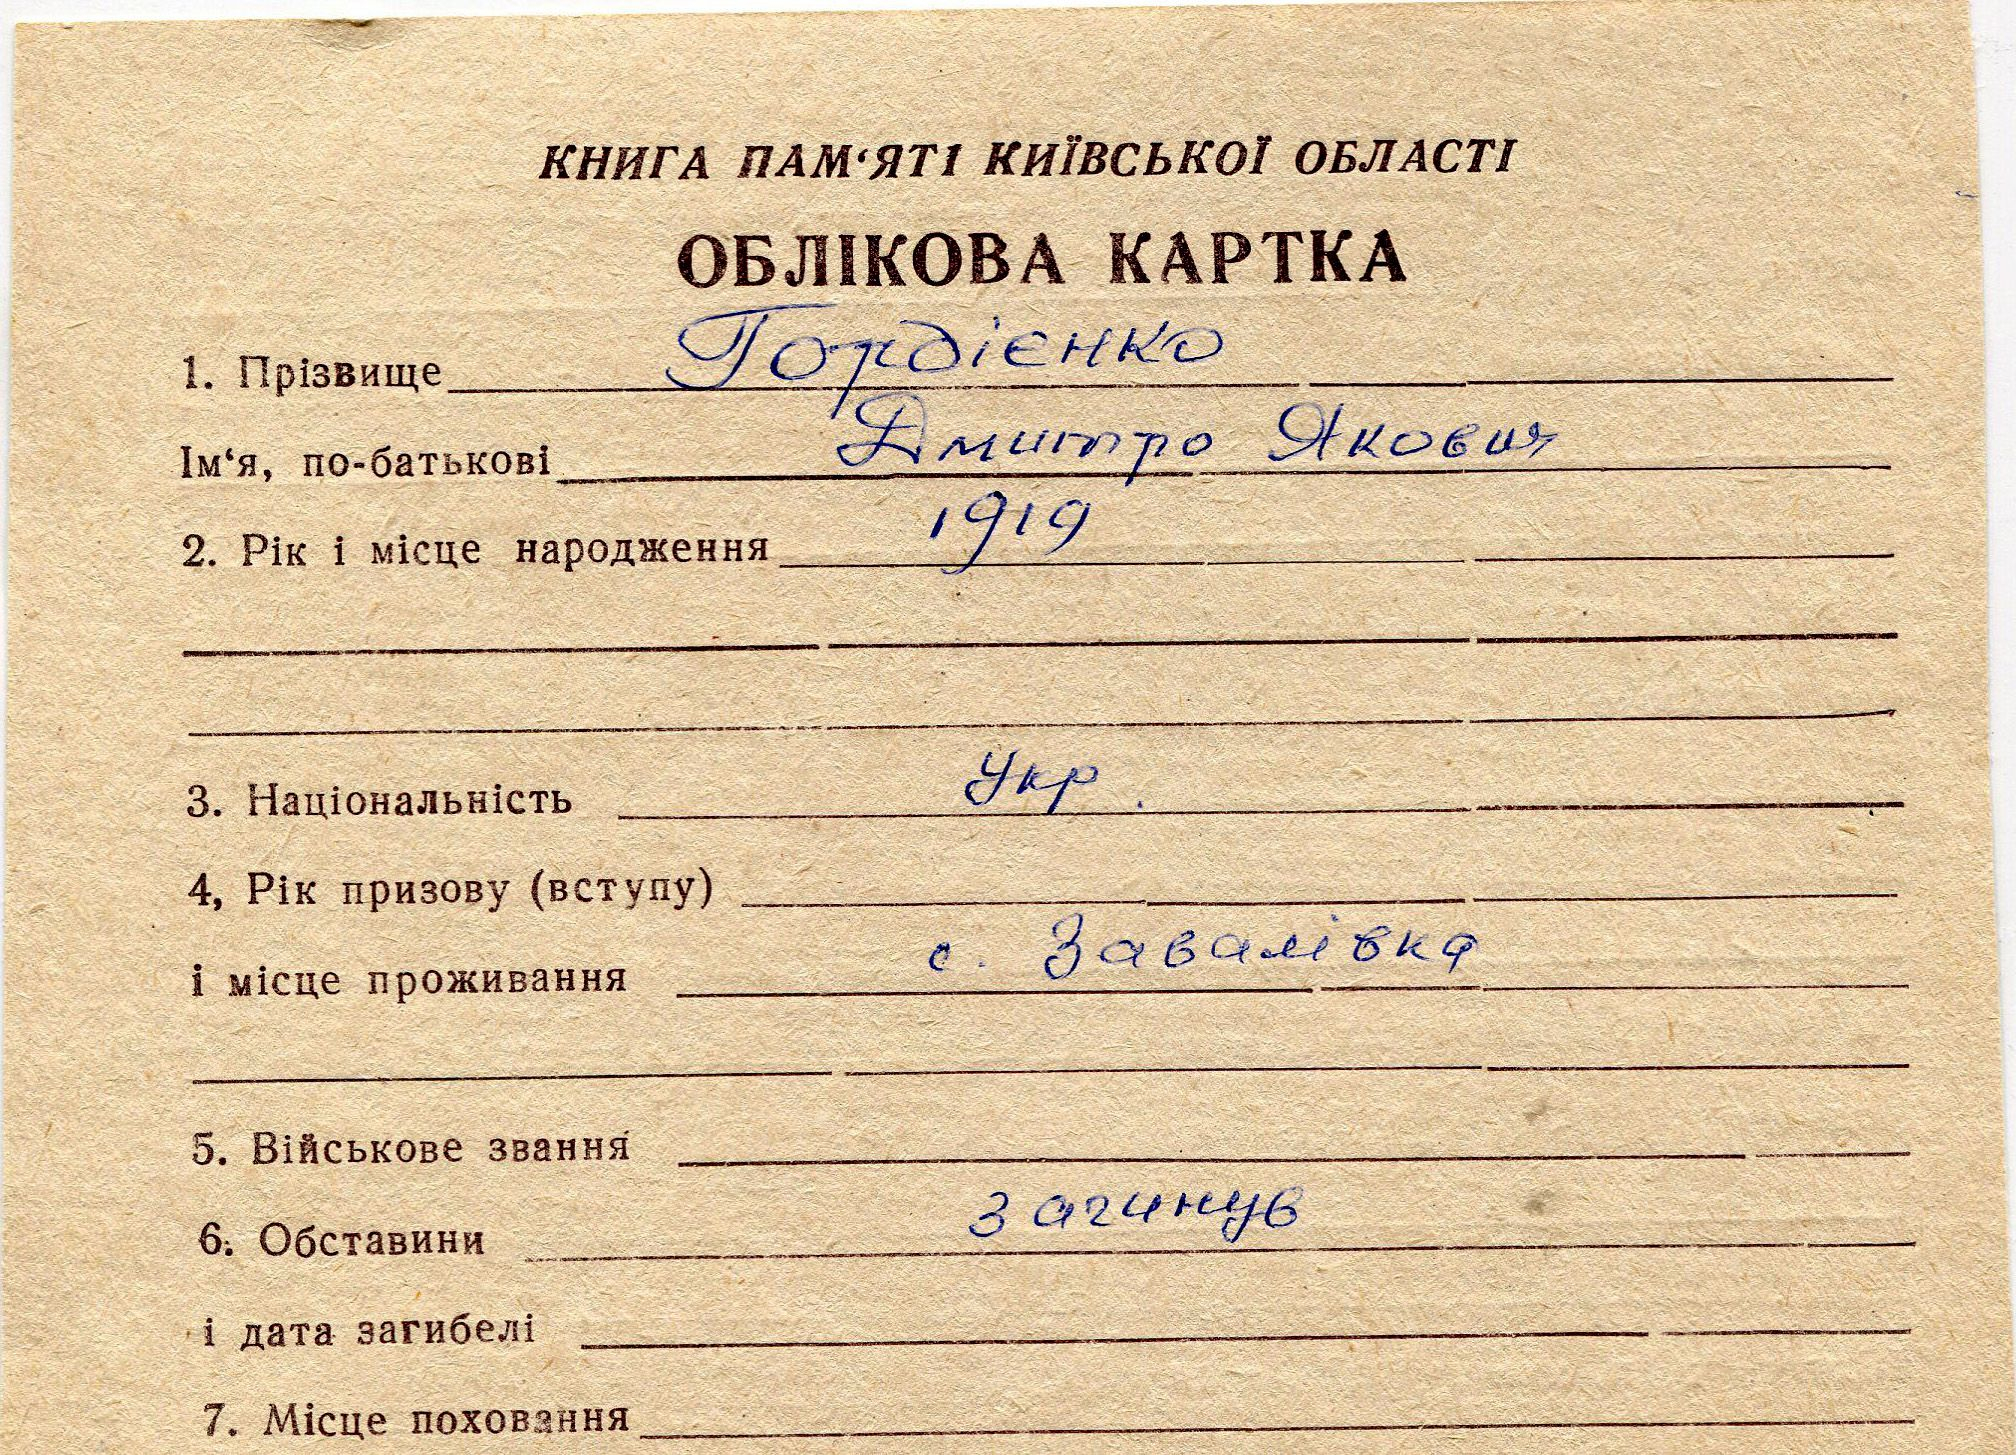 КНИГА ПАМ‘ЯТІ КИЇВСЬКОЇ ОБЛАСТІ
ОБЛІКОВА КАРТКА
1. Прізвище Гордієнко
Ім‘я, по-батькові Дмитро Якович
2. Рік і місце народження 1919
3. Національність Укр.
4, Рік призову (вступу)
і місце проживання с. Завалівка
5. Військове звання
6. Обставини загинув
і дата загибелі
7. Місце поховання